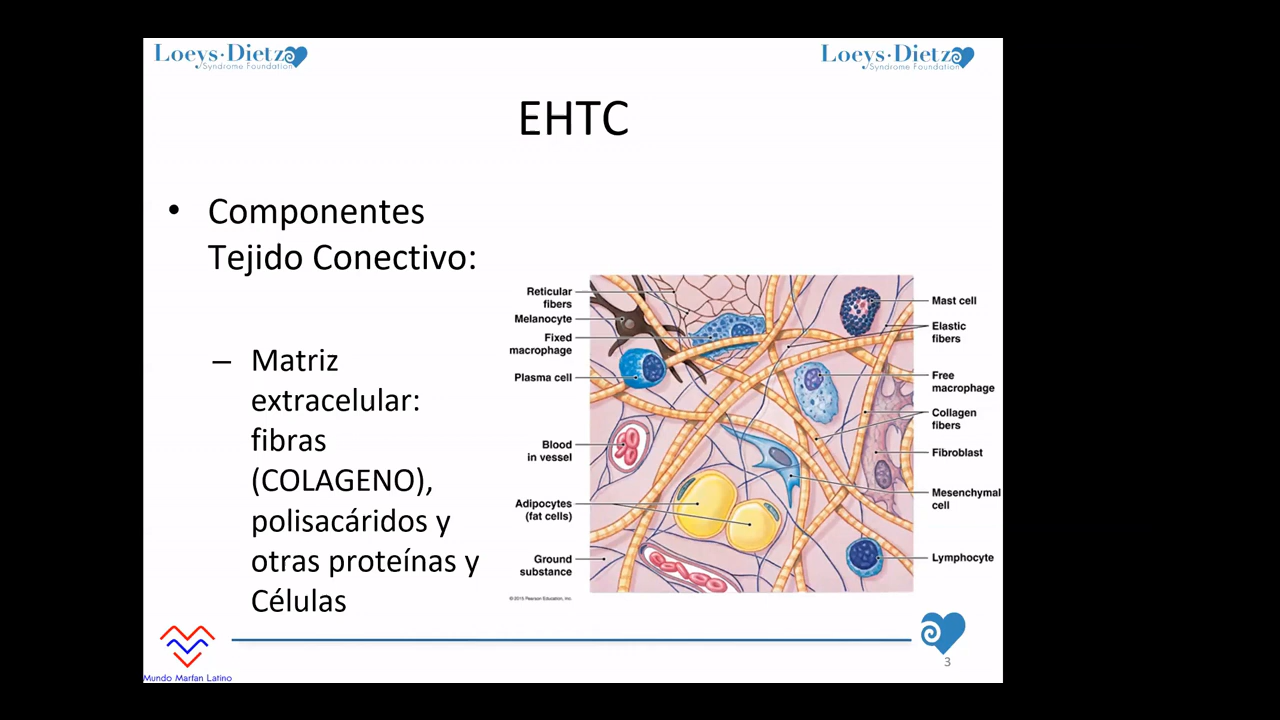 Loeys·Dietz
Syndrome Foundation
Loeys·Dietz
Syndrome Foundation
EHTC
• Componentes
Tejido Conectivo:
– Matriz
extracelular:
fibras
(COLAGENO),
polisacáridos y
otras proteínas y
Células
Reticular
fibers
Melanocyte
Fixed
macrophage
Plasma cell
Blood
in vessel
Adipocytes
(fat cells)
Ground
substance
Mast cell
Elastic
fibers
Free
macrophage
Collagen
fibers
Fibroblast
Mesenchymal
cell
Lymphocyte
© 2015 Pearson Education, Inc.
Mundo Marfan Latino
3